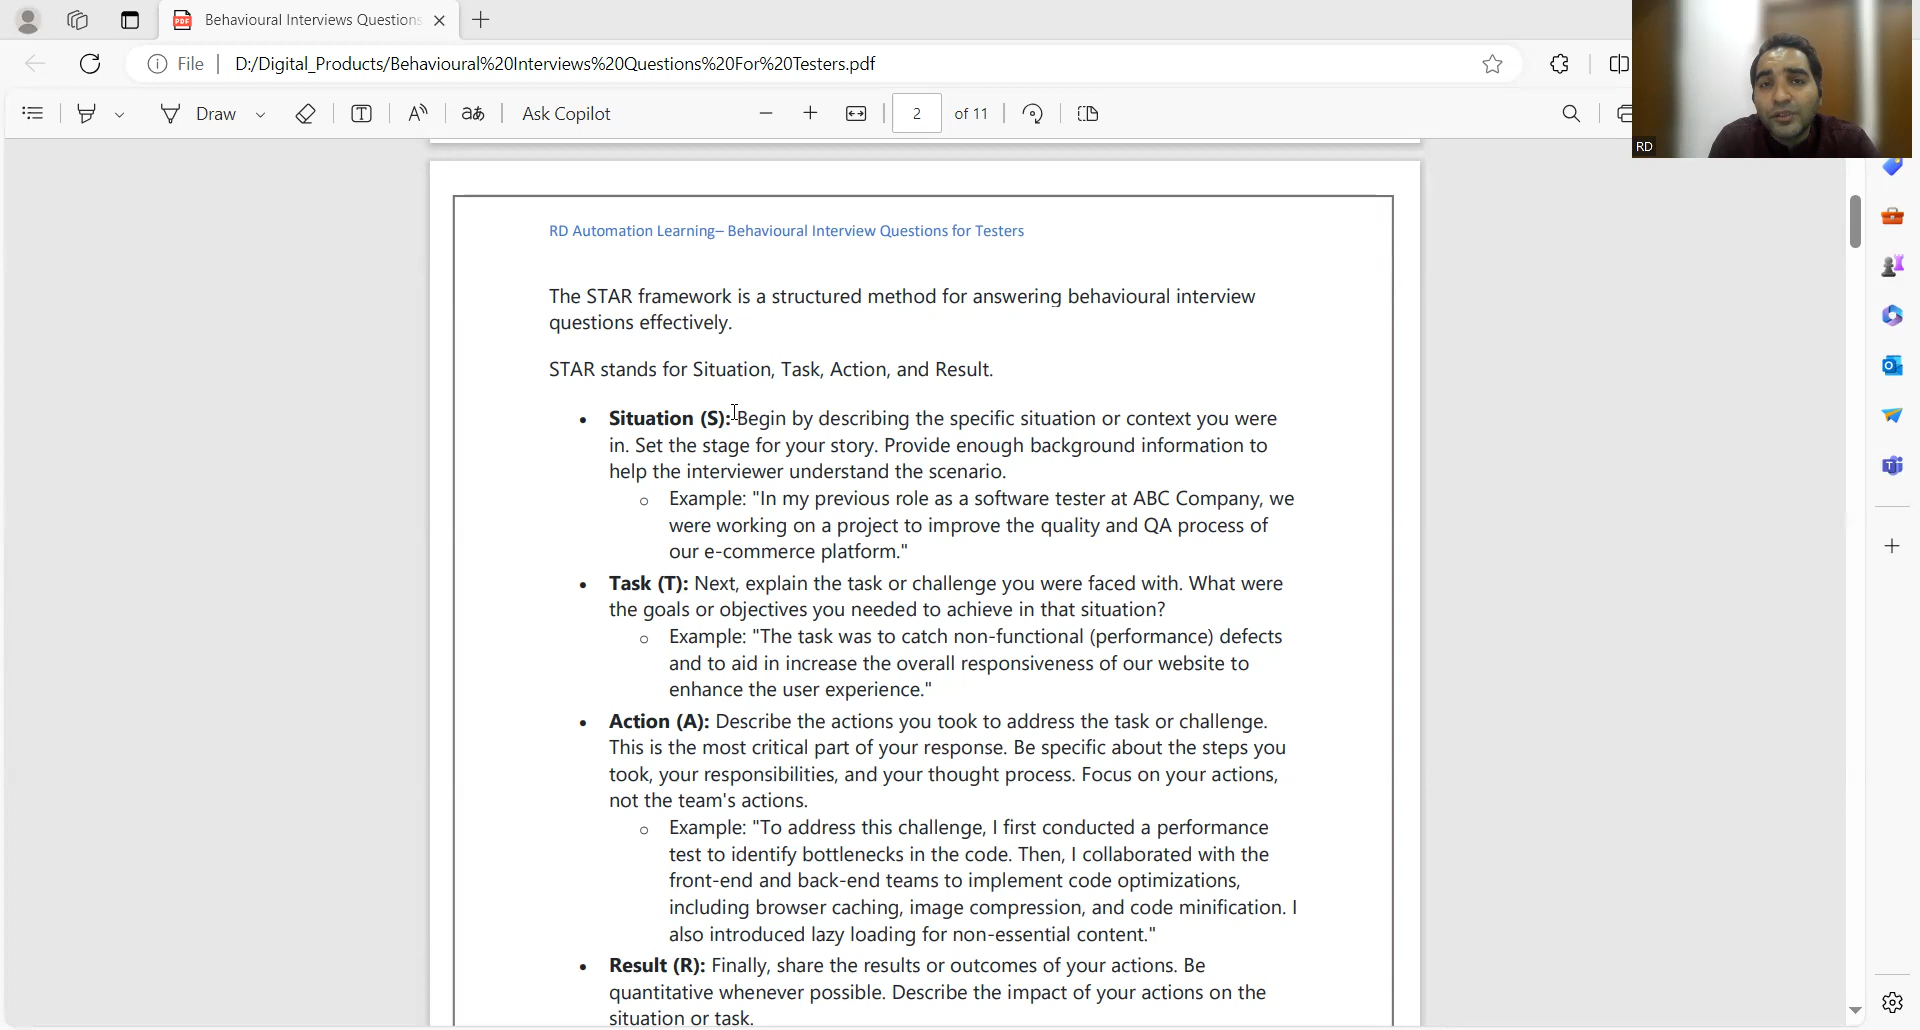 Behavioural Interviews Questions
File
D:/Digital_Products/Behavioural%20Interviews%20Questions%20For%20Testers.pdf
Draw
Ask Copilot
2
of 11
RD
RD Automation Learning– Behavioural Interview Questions for Testers
The STAR framework is a structured method for answering behavioural interview
questions effectively.
STAR stands for Situation, Task, Action, and Result.
• Situation (S): Begin by describing the specific situation or context you were
in. Set the stage for your story. Provide enough background information to
help the interviewer understand the scenario.
o Example: "In my previous role as a software tester at ABC Company, we
were working on a project to improve the quality and QA process of
our e-commerce platform."
• Task (T): Next, explain the task or challenge you were faced with. What were
the goals or objectives you needed to achieve in that situation?
o Example: "The task was to catch non-functional (performance) defects
and to aid in increase the overall responsiveness of our website to
enhance the user experience."
• Action (A): Describe the actions you took to address the task or challenge.
This is the most critical part of your response. Be specific about the steps you
took, your responsibilities, and your thought process. Focus on your actions,
not the team's actions.
o Example: "To address this challenge, I first conducted a performance
test to identify bottlenecks in the code. Then, I collaborated with the
front-end and back-end teams to implement code optimizations,
including browser caching, image compression, and code minification. I
also introduced lazy loading for non-essential content."
• Result (R): Finally, share the results or outcomes of your actions. Be
quantitative whenever possible. Describe the impact of your actions on the
situation or task.